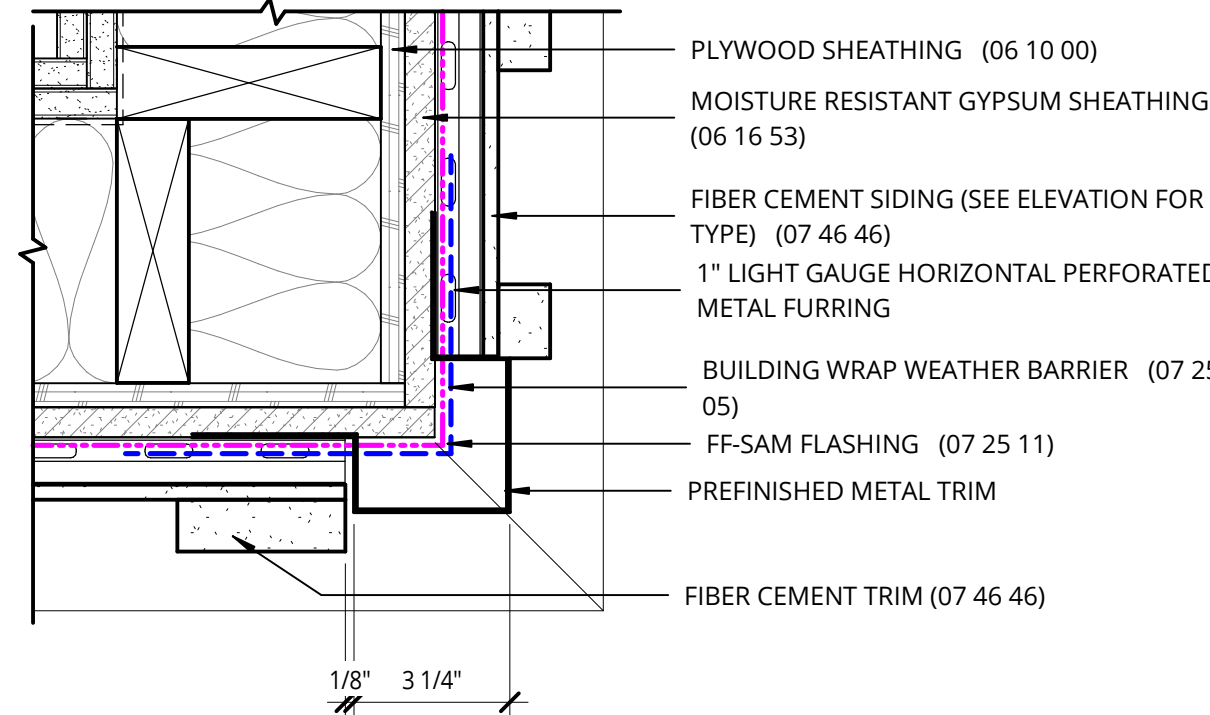 PLYWOOD SHEATHING (06 10 00)
MOISTURE RESISTANT GYPSUM SHEATHING
(06 16 53)
FIBER CEMENT SIDING (SEE ELEVATION FOR
TYPE) (07 46 46)
1" LIGHT GAUGE HORIZONTAL PERFORATED
METAL FURRING
BUILDING WRAP WEATHER BARRIER (07 25
05)
FF-SAM FLASHING (07 25 11)
PREFINISHED METAL TRIM
FIBER CEMENT TRIM (07 46 46)
1/8" 3 1/4"